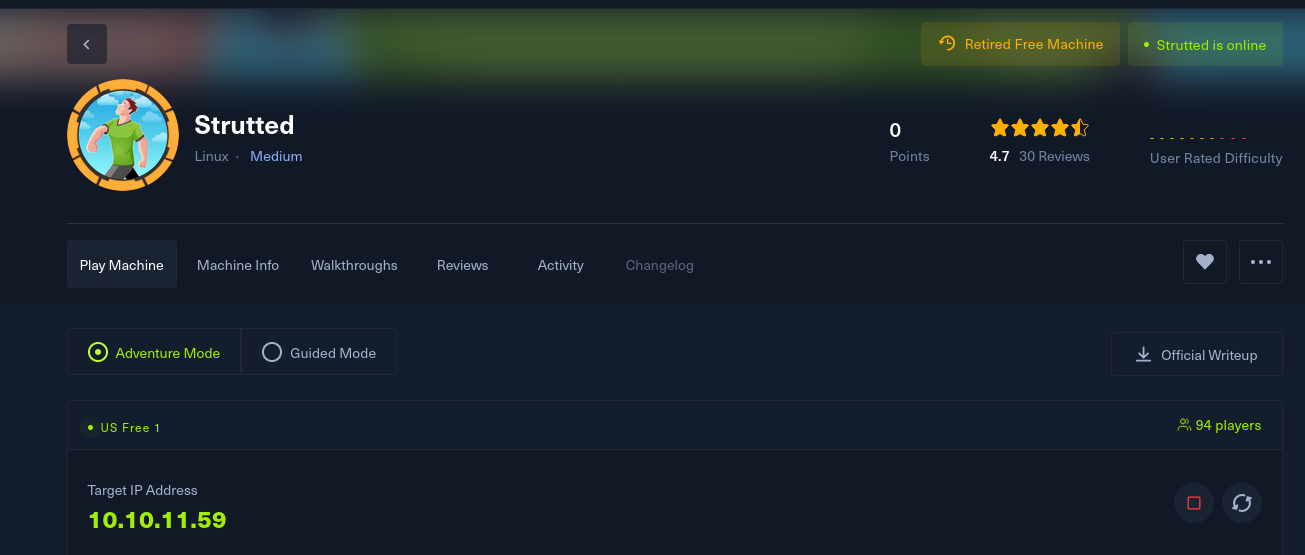 Retired Free Machine
Strutted is online
Strutted
Linux · Medium
0
Points
4.7 30 Reviews
User Rated Difficulty
Play Machine
Machine Info
Walkthroughs
Reviews
Activity
Changelog
Adventure Mode
Guided Mode
Official Writeup
US Free 1
94 players
Target IP Address
10.10.11.59